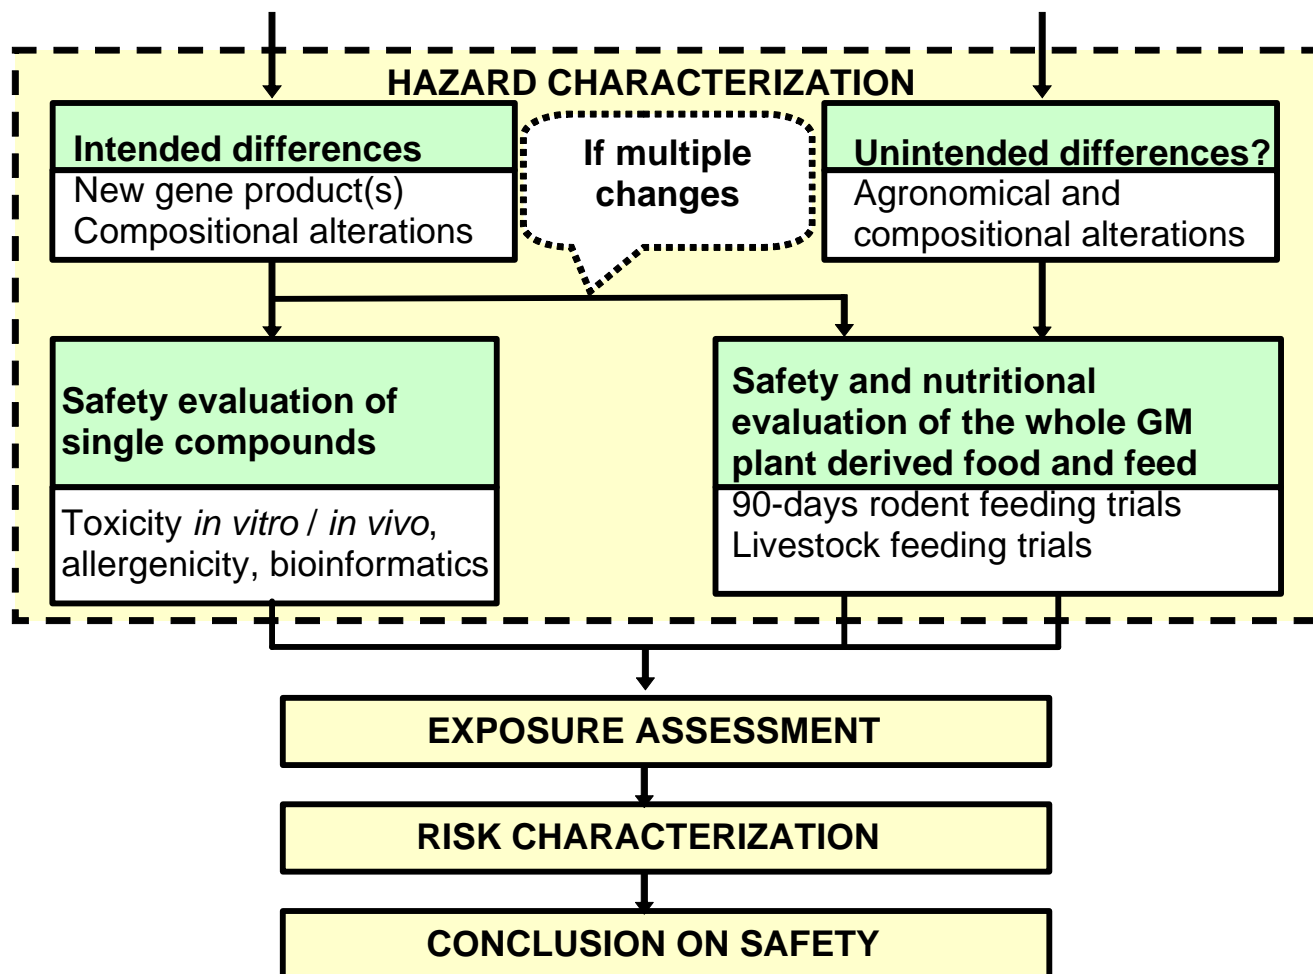 HAZARD CHARACTERIZATION
Intended differences
New gene product(s)
Compositional alterations
If multiple
changes
Unintended differences?
Agronomical and
compositional alterations
Safety evaluation of
single compounds
Toxicity in vitro / in vivo,
allergenicity, bioinformatics
Safety and nutritional
evaluation of the whole GM
plant derived food and feed
90-days rodent feeding trials
Livestock feeding trials
EXPOSURE ASSESSMENT
RISK CHARACTERIZATION
CONCLUSION ON SAFETY